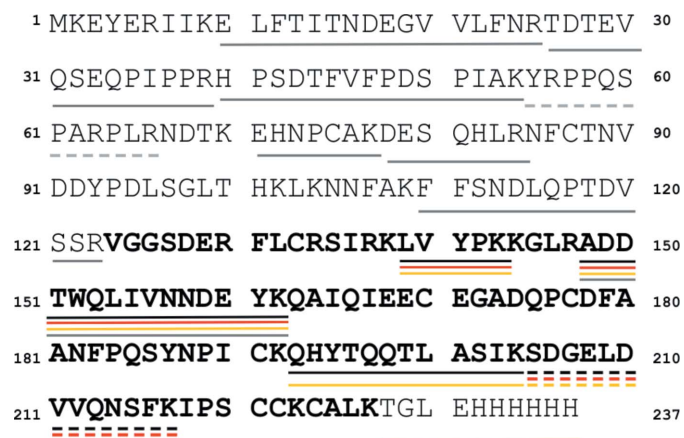 1 MKEYERIIKE LFTITNDEGV VLFNRTDTEV 30
31 QSEQPIPPRH PSDTFVFPDS PIAKYRPPQS 60
61 PARPLRNDTK EHNPCAKDES QHLRNFCTNV 90
91 DDYPDLSGLT HKLKNNFAKF FSNDLQPTDV 120
121 SSRVGGSDER FLCRSIRKLV YPKKGLRADD 150
151 TWQLIVNNDE YKQAIQIEEC EGADQPCDFA 180
181 ANFPQSYNPI CKQHYTQQTL ASIKSDGELD 210
211 VVQNSFKIPS CCKCALKTGL EHHHHHH 237